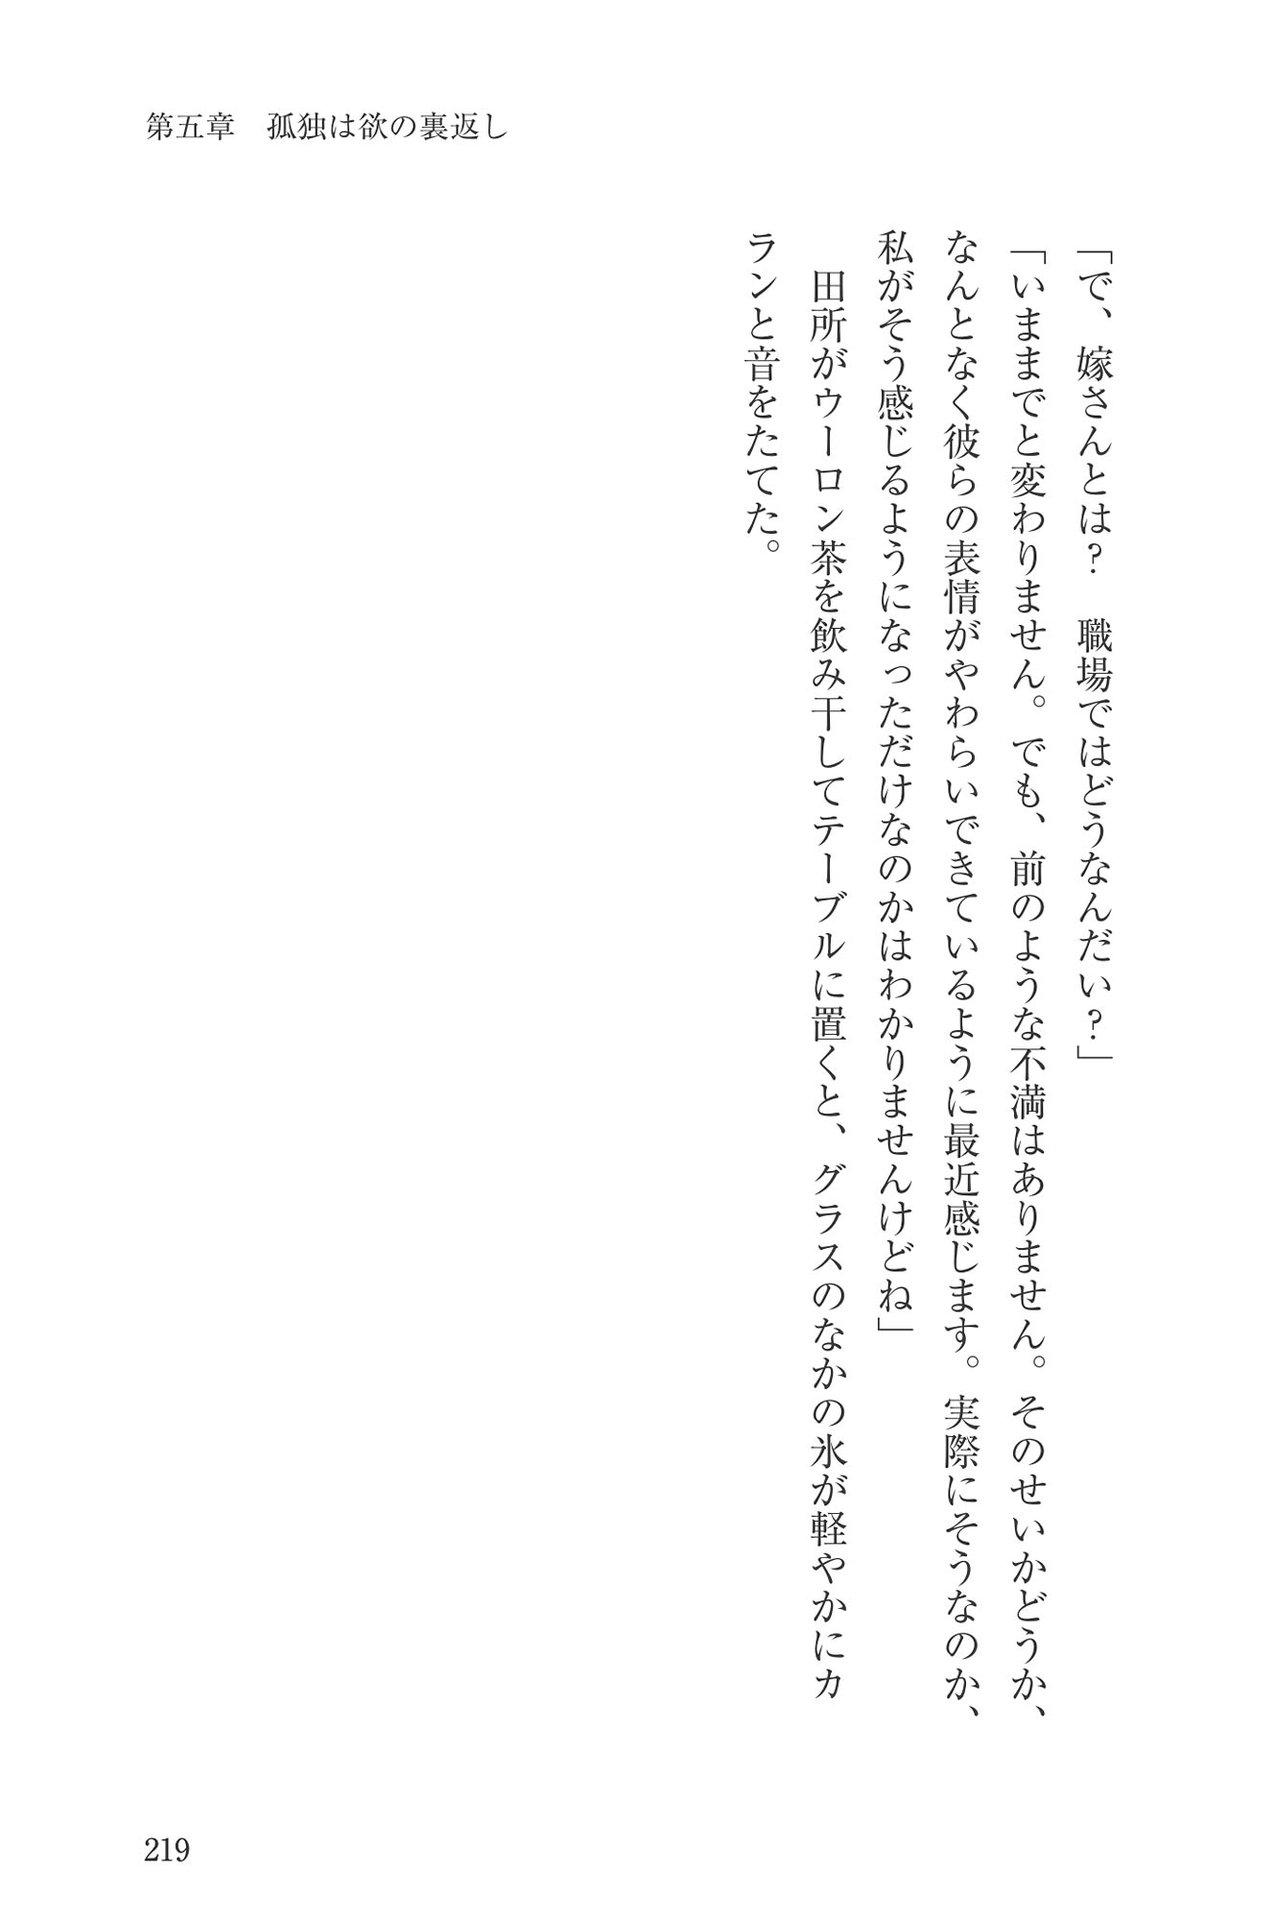 第五章　孤独は欲の裏返し
「で、嫁さんとは？　職場ではどうなんだい？」
「いままでと変わりません。でも、前のような不満はありません。そのせいかどうか、
なんとなく彼らの表情がやわらいできているように最近感じます。実際にそうなのか、
私がそう感じるようになっただけなのかはわかりませんけどね」
　田所がウーロン茶を飲み干してテーブルに置くと、グラスのなかの氷が軽やかにカ
ランと音をたてた。
219